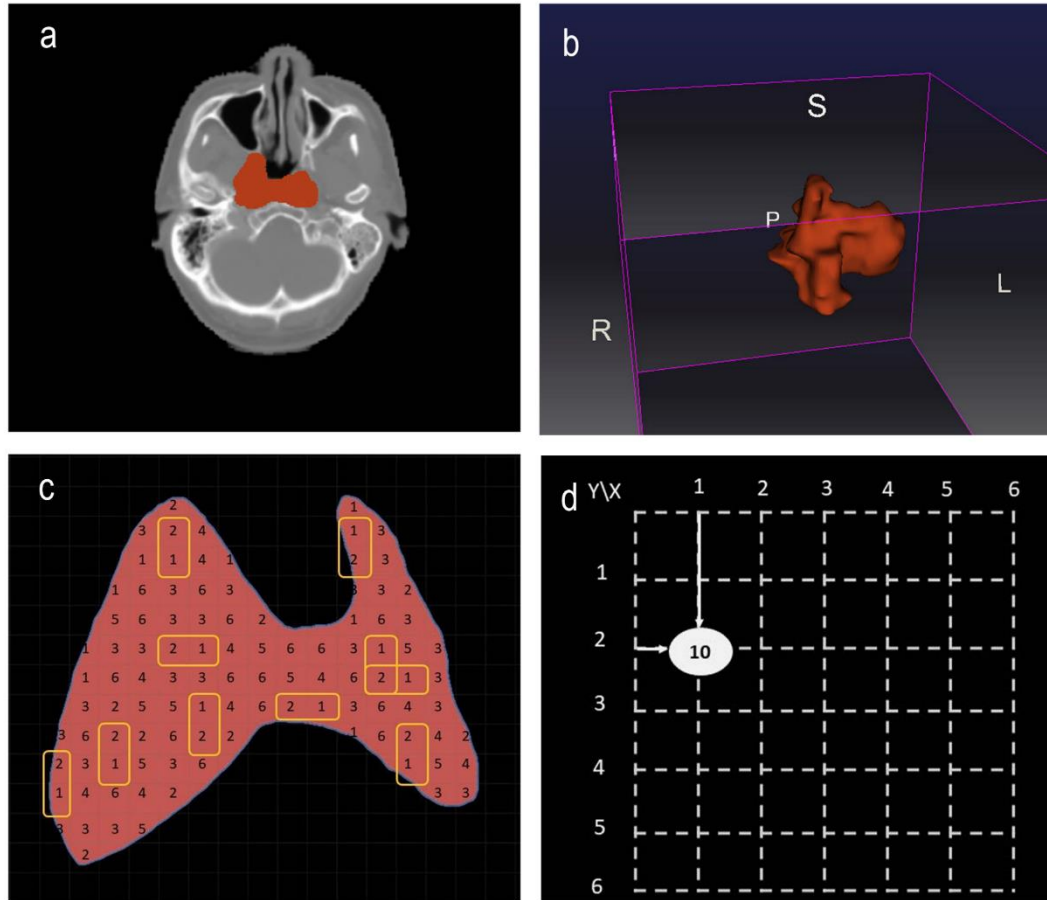 a
b
S
P
R
L
c
2 1
3 2 4 1 3
1 1 4 1 2 3
1 6 3 6 3 3 3 2
5 6 3 3 6 2 1 6 3
1 3 3 2 1 4 5 6 6 3 1 5 3
1 6 4 3 3 6 6 5 4 6 2 1 3
3 2 5 5 1 4 6 2 1 3 6 4 3
3 6 2 2 6 2 2 1 6 2 4 2
2 3 1 5 3 6 1 5 4
1 4 6 4 2 3 3
3 3 3 5
2
d
Y\X 1 2 3 4 5 6
1
2 10
3
4
5
6